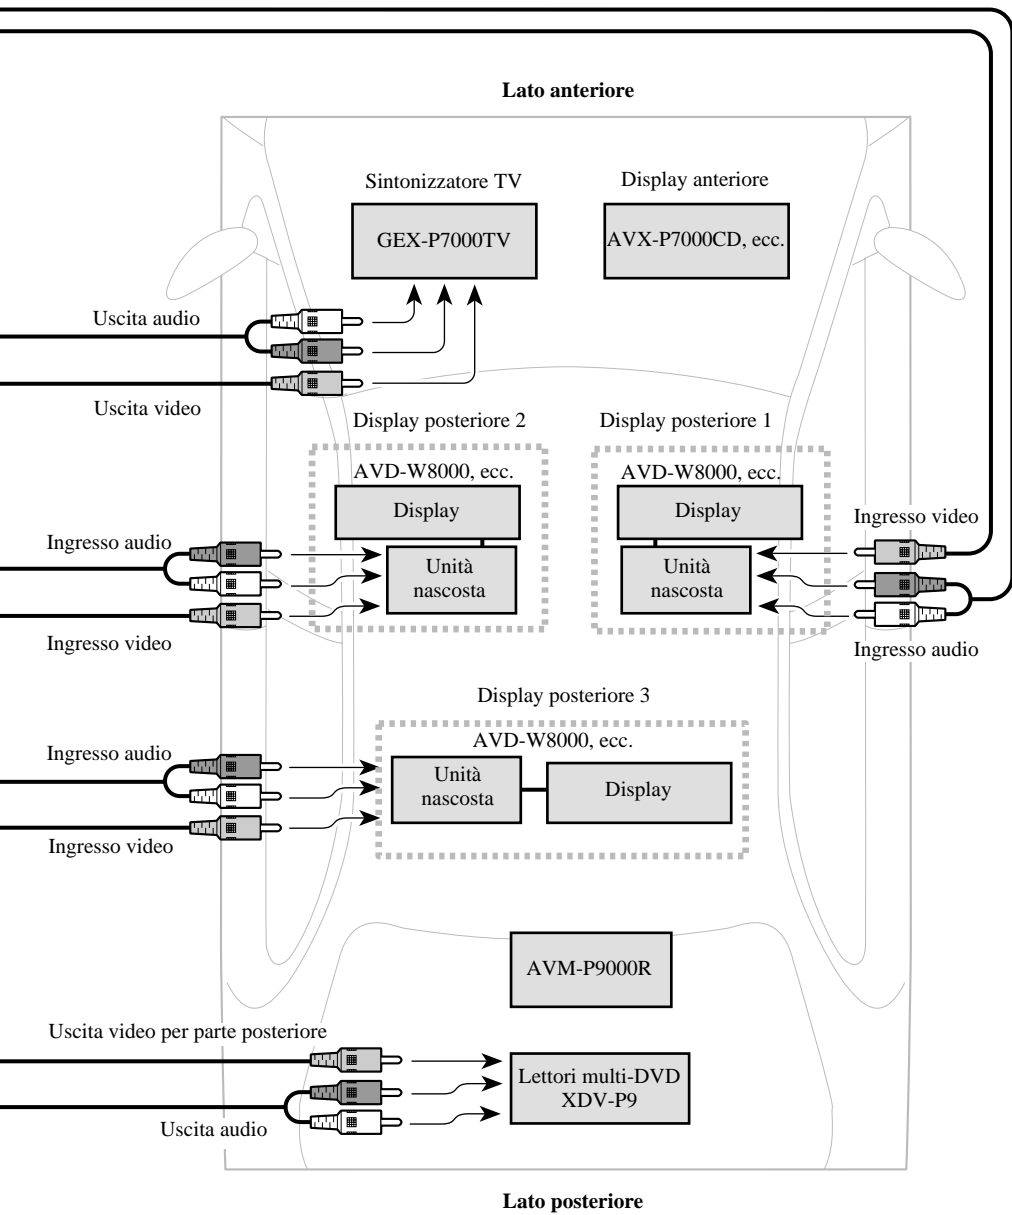 Lato anteriore
Sintonizzatore TV
Display anteriore
GEX-P7000TV
AVX-P7000CD, ecc.
Uscita audio
Uscita video
Display posteriore 2
Display posteriore 1
AVD-W8000, ecc.
AVD-W8000, ecc.
Display
Display
Ingresso video
Ingresso audio
Unità
nascosta
Unità
nascosta
Ingresso video
Ingresso audio
Display posteriore 3
AVD-W8000, ecc.
Ingresso audio
Unità
nascosta
Display
Ingresso video
AVM-P9000R
Uscita video per parte posteriore
Lettori multi-DVD
XDV-P9
Uscita audio
Lato posteriore